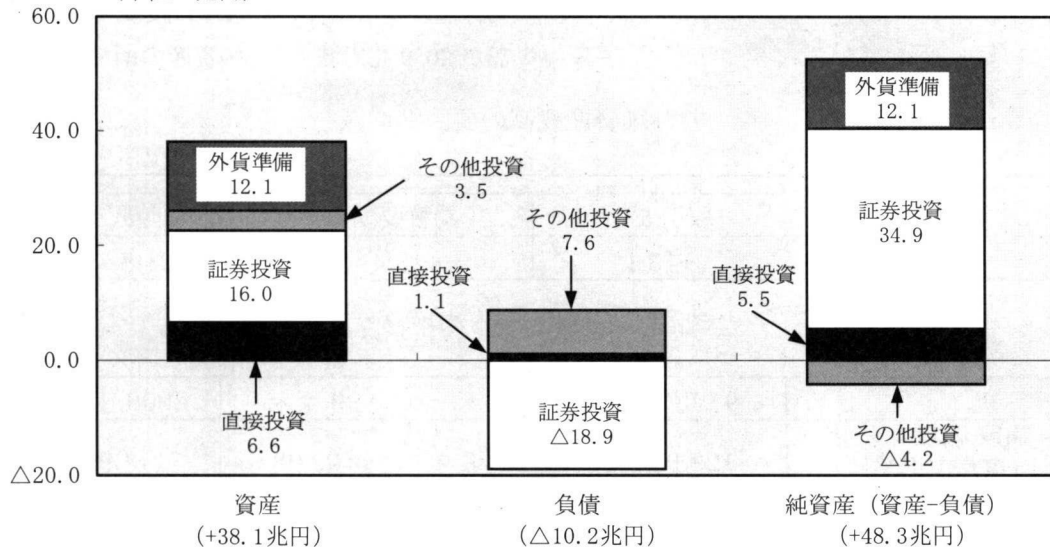 60.0
40.0
20.0
0.0
△20.0
外貨準備
12.1
その他投資
3.5
証券投資
16.0
直接投資
6.6
その他投資
7.6
直接投資
1.1
証券投資
△18.9
外貨準備
12.1
証券投資
34.9
直接投資
5.5
その他投資
△4.2
資産
(+38.1兆円)
負債
(△10.2兆円)
純資産(資産-負債)
(+48.3兆円)